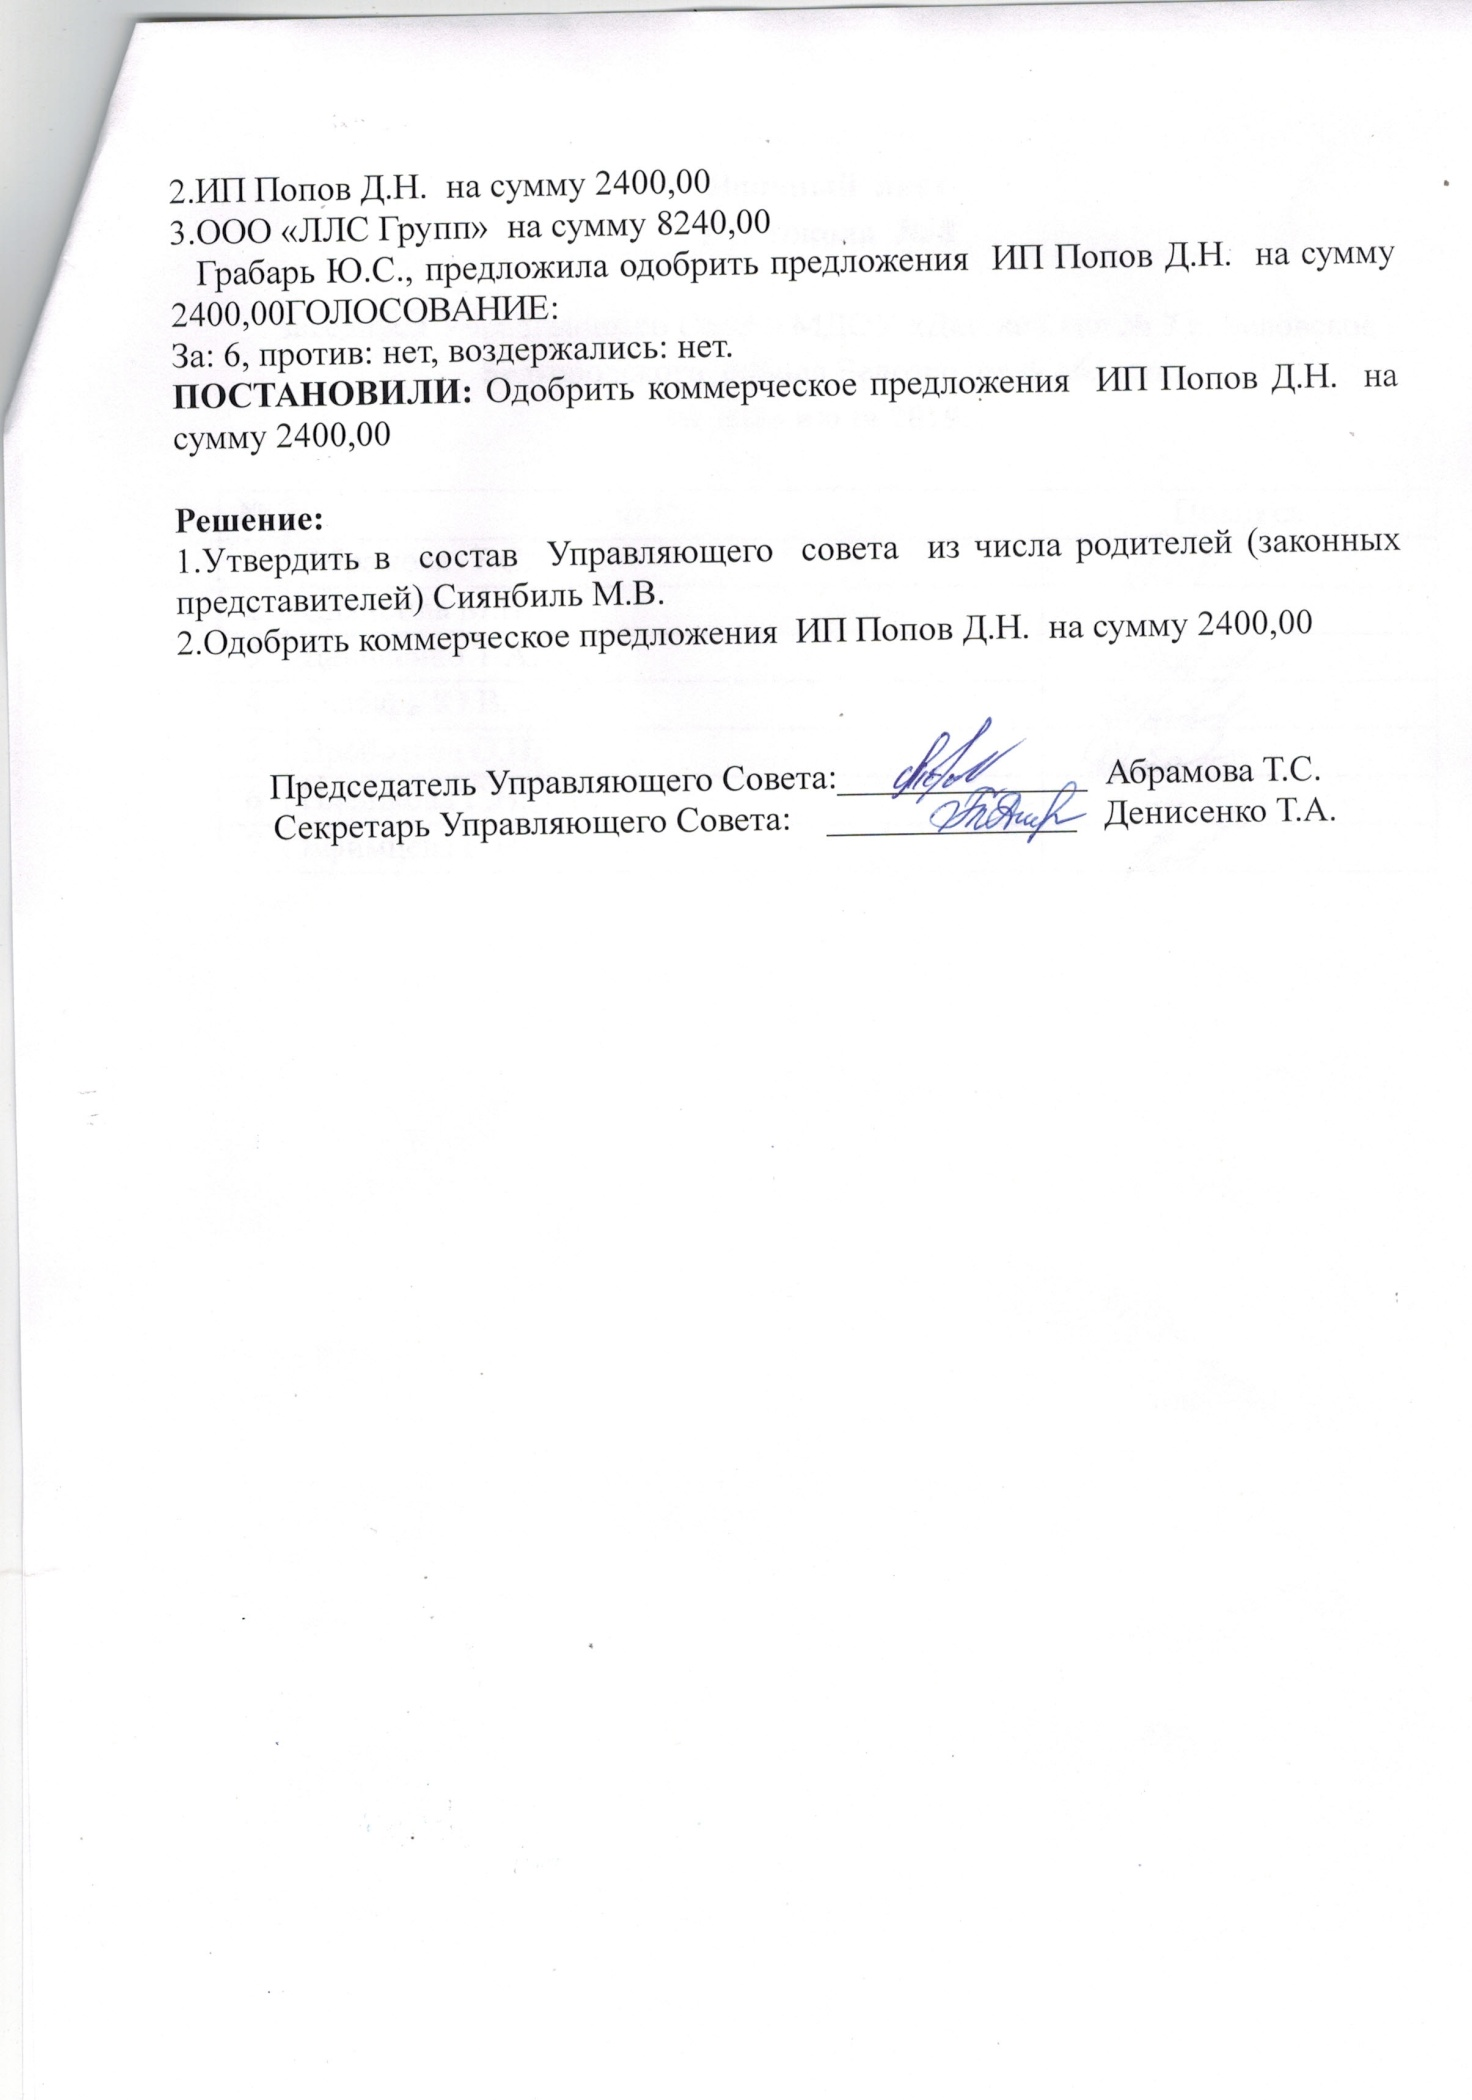 2.ИП Попов Д.Н. на сумму 2400,00
3.ООО «ЛЛС Групп» на сумму 8240,00
Грабарь Ю.С., предложила одобрить предложения ИП Попов Д.Н. на сумму
2400,00ГОЛОСОВАНИЕ:
За: 6, против: нет, воздержались: нет.
ПОСТАНОВИЛИ: Одобрить коммерческое предложения ИП Попов Д.Н. на
сумму 2400,00
Решение:
1.Утвердить в состав Управляющего совета из числа родителей (законных
представителей) Сиянбиль М.В.
2.Одобрить коммерческое предложения ИП Попов Д.Н. на сумму 2400,00
Председатель Управляющего Совета:______________ Абрамова Т.С.
Секретарь Управляющего Совета: ______________ Денисенко Т.А.